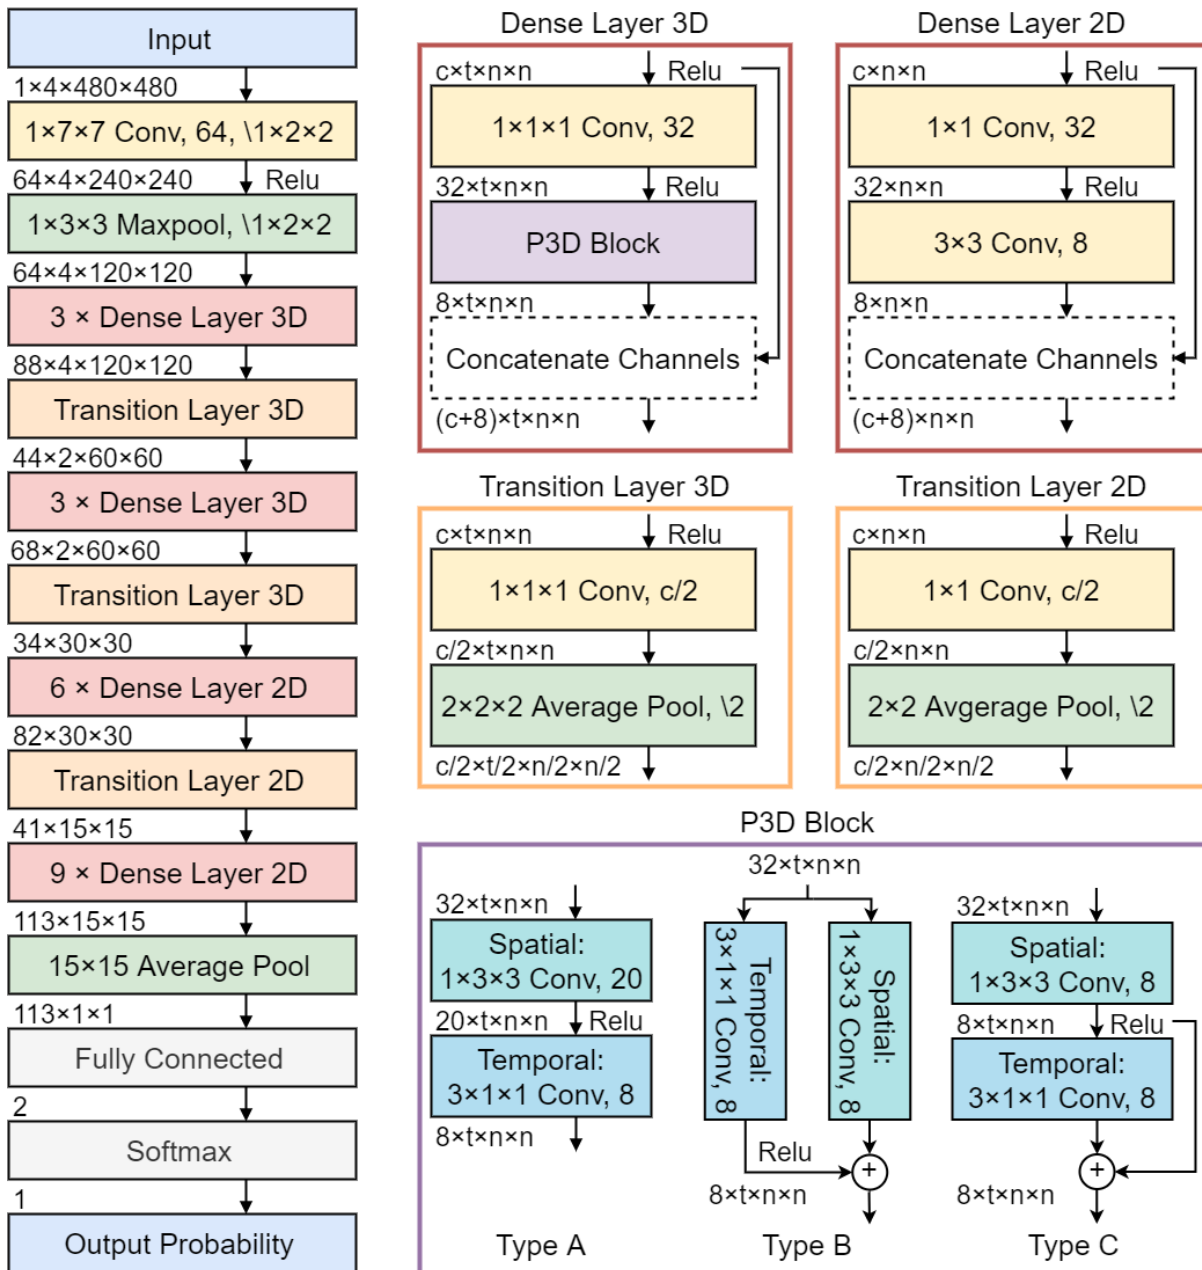 Input
1×4×480×480
1×7×7 Conv, 64, \1×2×2
64×4×240×240 Relu
1×3×3 Maxpool, \1×2×2
64×4×120×120
3 × Dense Layer 3D
88×4×120×120
Transition Layer 3D
44×2×60×60
3 × Dense Layer 3D
68×2×60×60
Transition Layer 3D
34×30×30
6 × Dense Layer 2D
82×30×30
Transition Layer 2D
41×15×15
9 × Dense Layer 2D
113×15×15
15×15 Average Pool
113×1×1
Fully Connected
2
Softmax
1
Output Probability
Dense Layer 3D
c×t×n×n Relu
1×1×1 Conv, 32
32×t×n×n Relu
P3D Block
8×t×n×n
Concatenate Channels
(c+8)×t×n×n
Dense Layer 2D
c×n×n Relu
1×1 Conv, 32
32×n×n Relu
3×3 Conv, 8
8×n×n
Concatenate Channels
(c+8)×n×n
Transition Layer 3D
c×t×n×n Relu
1×1×1 Conv, c/2
c/2×t×n×n
2×2×2 Average Pool, \2
c/2×t/2×n/2×n/2
Transition Layer 2D
c×n×n Relu
1×1 Conv, c/2
c/2×n×n
2×2 Avgerage Pool, \2
c/2×n/2×n/2
P3D Block
32×t×n×n
Spatial:
1×3×3 Conv, 20
20×t×n×n Relu
Temporal:
3×1×1 Conv, 8
8×t×n×n
Type A
32×t×n×n
Temporal:
3×1×1 Conv, 8
Spatial:
1×3×3 Conv, 8
Relu
+
8×t×n×n
Type B
32×t×n×n
Spatial:
1×3×3 Conv, 8
8×t×n×n Relu
Temporal:
3×1×1 Conv, 8
+
8×t×n×n
Type C